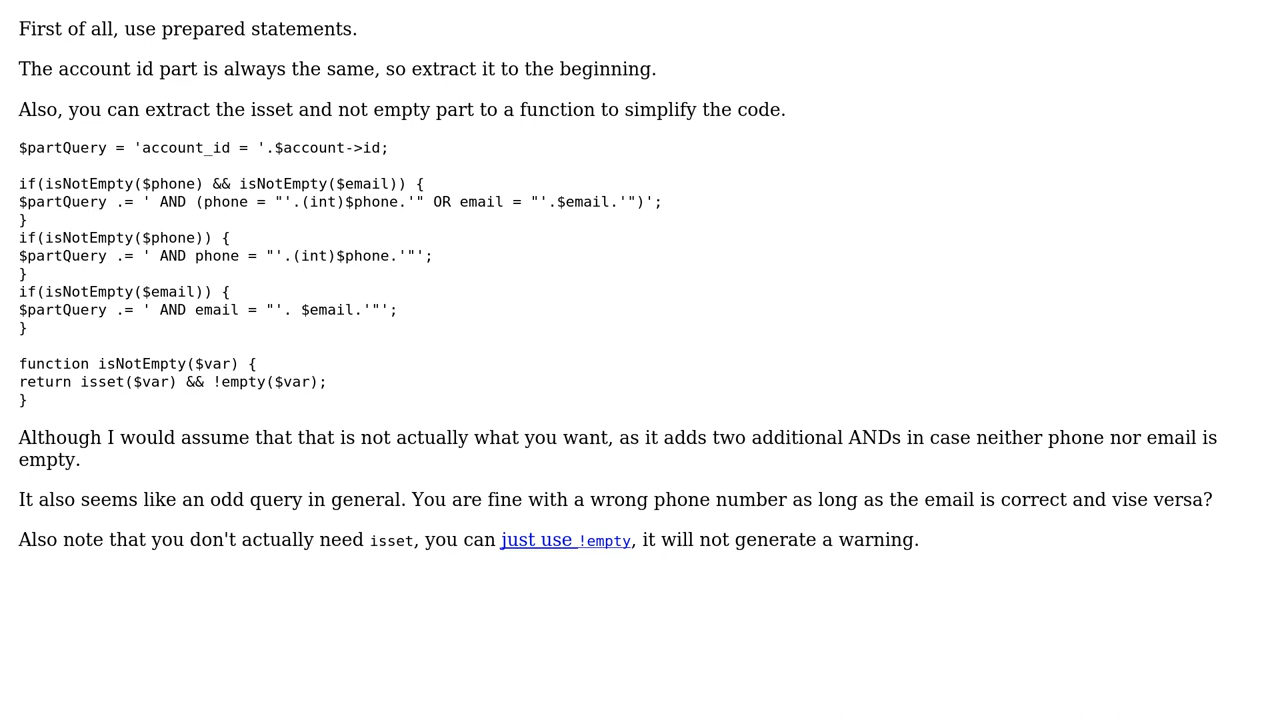 First of all, use prepared statements.
The account id part is always the same, so extract it to the beginning.
Also, you can extract the isset and not empty part to a function to simplify the code.
$partQuery = 'account_id = '.$account->id;
if(isNotEmpty($phone) && isNotEmpty($email)) {
$partQuery .= ' AND (phone = "'.(int)$phone.'" OR email = "'.$email.'")';
}
if(isNotEmpty($phone)) {
$partQuery .= ' AND phone = "'.(int)$phone.'"';
}
if(isNotEmpty($email)) {
$partQuery .= ' AND email = "'. $email.'"';
}
function isNotEmpty($var) {
return isset($var) && !empty($var);
}
Although I would assume that that is not actually what you want, as it adds two additional ANDs in case neither phone nor email is
empty.
It also seems like an odd query in general. You are fine with a wrong phone number as long as the email is correct and vise versa?
Also note that you don't actually need isset, you can just use !empty, it will not generate a warning.